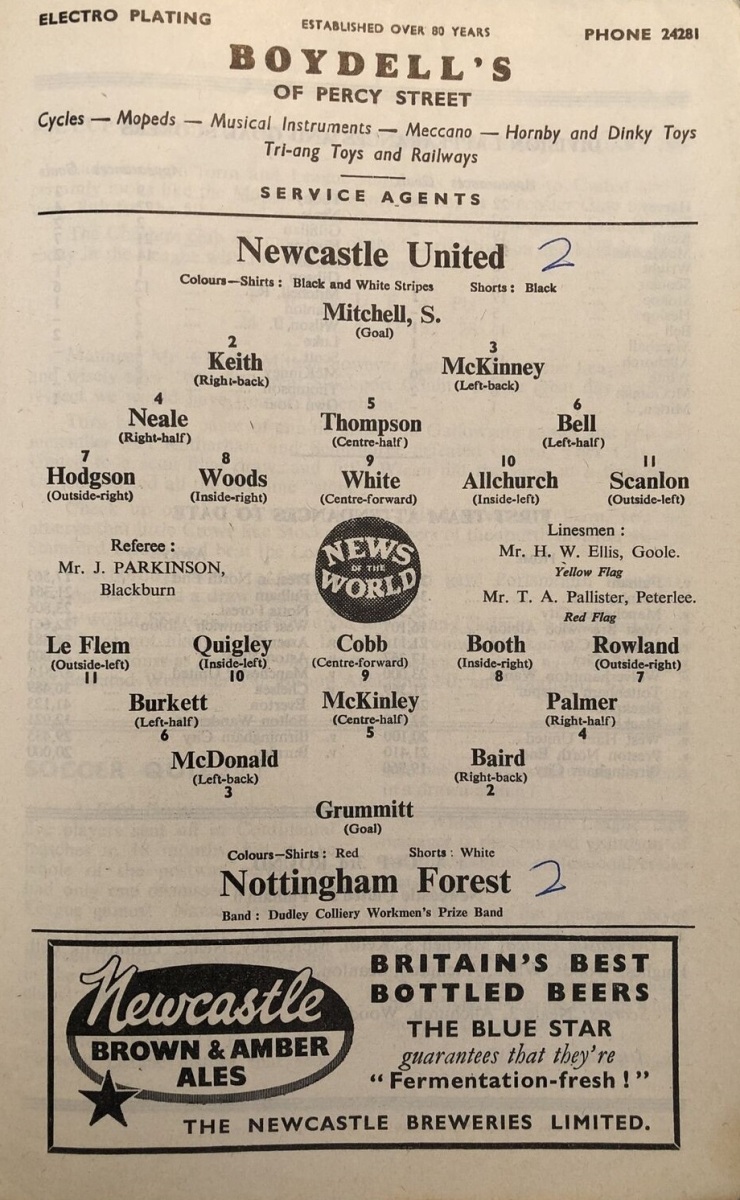 ELECTRO PLATING ESTABLISHED OVER 80 YEARS PHONE 24281
BOYDELL'S
OF PERCY STREET
Cycles — Mopeds — Musical Instruments — Meccano — Hornby and Dinky Toys
Tri-ang Toys and Railways
SERVICE AGENTS
Newcastle United 2
Colours—Shirts : Black and White Stripes Shorts : Black
Mitchell, S.
(Goal)
2 3
Keith McKinney
(Right-back) (Left-back)
4 5 6
Neale Thompson Bell
(Right-half) (Centre-half) (Left-half)
7 8 9 10 11
Hodgson Woods White Allchurch Scanlon
(Outside-right) (Inside-right) (Centre-forward) (Inside-left) (Outside-left)
Referee :
Mr. J. PARKINSON,
Blackburn
NEWS
OF THE
WORLD
Linesmen :
Mr. H. W. Ellis, Goole.
Yellow Flag
Mr. T. A. Pallister, Peterlee.
Red Flag
Le Flem Quigley Cobb Booth Rowland
(Outside-left) (Inside-left) (Centre-forward) (Inside-right) (Outside-right)
11 10 9 8 7
Burkett McKinley Palmer
(Left-half) (Centre-half) (Right-half)
6 5 4
McDonald Baird
(Left-back) (Right-back)
3 2
Grummitt
(Goal)
Colours—Shirts : Red Shorts : White
Nottingham Forest 2
Band : Dudley Colliery Workmen's Prize Band
Newcastle
BROWN & AMBER
ALES
BRITAIN'S BEST
BOTTLED BEERS
THE BLUE STAR
guarantees that they're
"Fermentation-fresh !"
THE NEWCASTLE BREWERIES LIMITED.